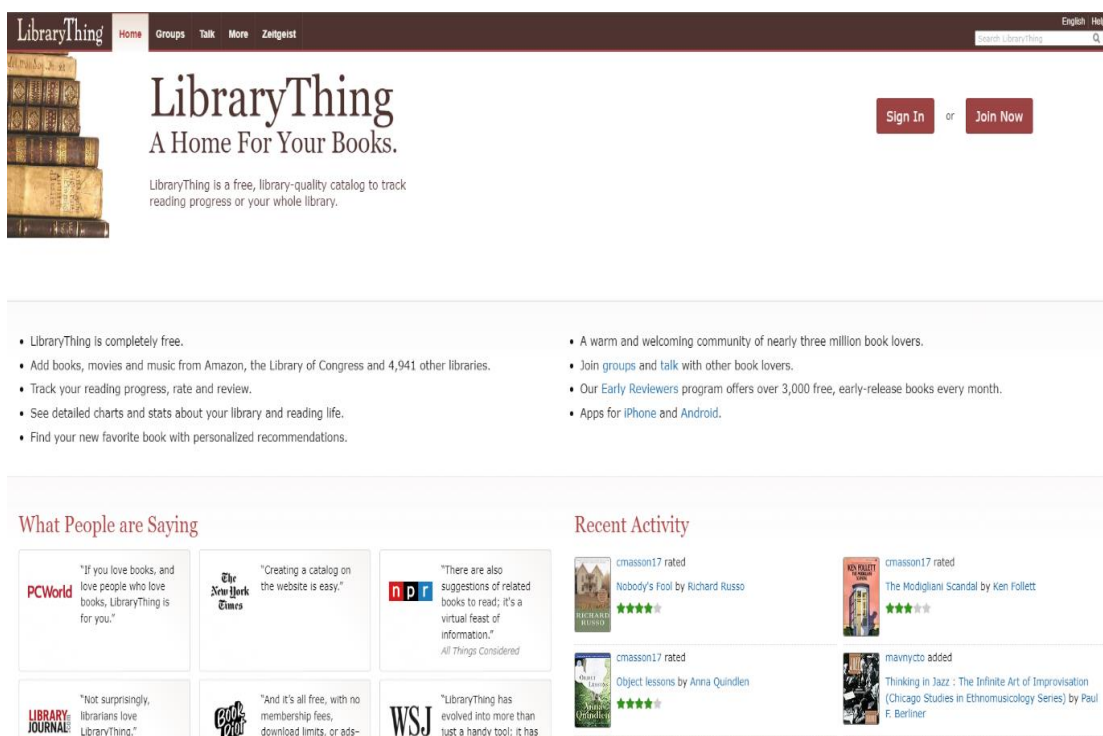 LibraryThing Home Groups Talk More Zeitgeist
English Hel
Search LibraryThing
LibraryThing
A Home For Your Books.
LibraryThing is a free, library-quality catalog to track
reading progress or your whole library.
Sign In or Join Now
• LibraryThing is completely free.
• Add books, movies and music from Amazon, the Library of Congress and 4,941 other libraries.
• Track your reading progress, rate and review.
• See detailed charts and stats about your library and reading life.
• Find your new favorite book with personalized recommendations.
• A warm and welcoming community of nearly three million book lovers.
• Join groups and talk with other book lovers.
• Our Early Reviewers program offers over 3,000 free, early-release books every month.
• Apps for iPhone and Android.
What People are Saying
PCWorld
"If you love books, and
love people who love
books, LibraryThing is
for you."
The
New York
Times
"Creating a catalog on
the website is easy."
npr
"There are also
suggestions of related
books to read; it's a
virtual feast of
information."
All Things Considered
LIBRARY
JOURNAL
"Not surprisingly,
librarians love
LibraryThing."
Book
Riot
"And it's all free, with no
membership fees,
download limits, or ads–
WSJ
"LibraryThing has
evolved into more than
just a handy tool; it has
Recent Activity
RICHARD
RUSSO
cmasson17 rated
Nobody's Fool by Richard Russo
KEN FOLLETT
cmasson17 rated
The Modigliani Scandal by Ken Follett
Object Lessons
Anna
Quindlen
cmasson17 rated
Object lessons by Anna Quindlen
mavnycto added
Thinking in Jazz : The Infinite Art of Improvisation
(Chicago Studies in Ethnomusicology Series) by Paul
F. Berliner